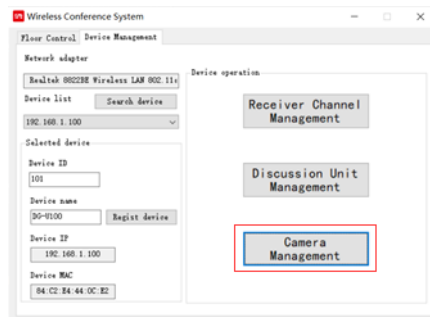 Wireless Conference System
Floor Control Device Management
Network adapter
Realtek 8822BE Wireless LAN 802.11
Device list
Search device
192.168.1.100
Selected device
Device ID
101
Device name
DG-U100
Regist device
Device IP
192.168.1.100
Device MAC
84:C2:E4:44:0C:E2
Device operation
Receiver Channel
Management
Discussion Unit
Management
Camera
Management